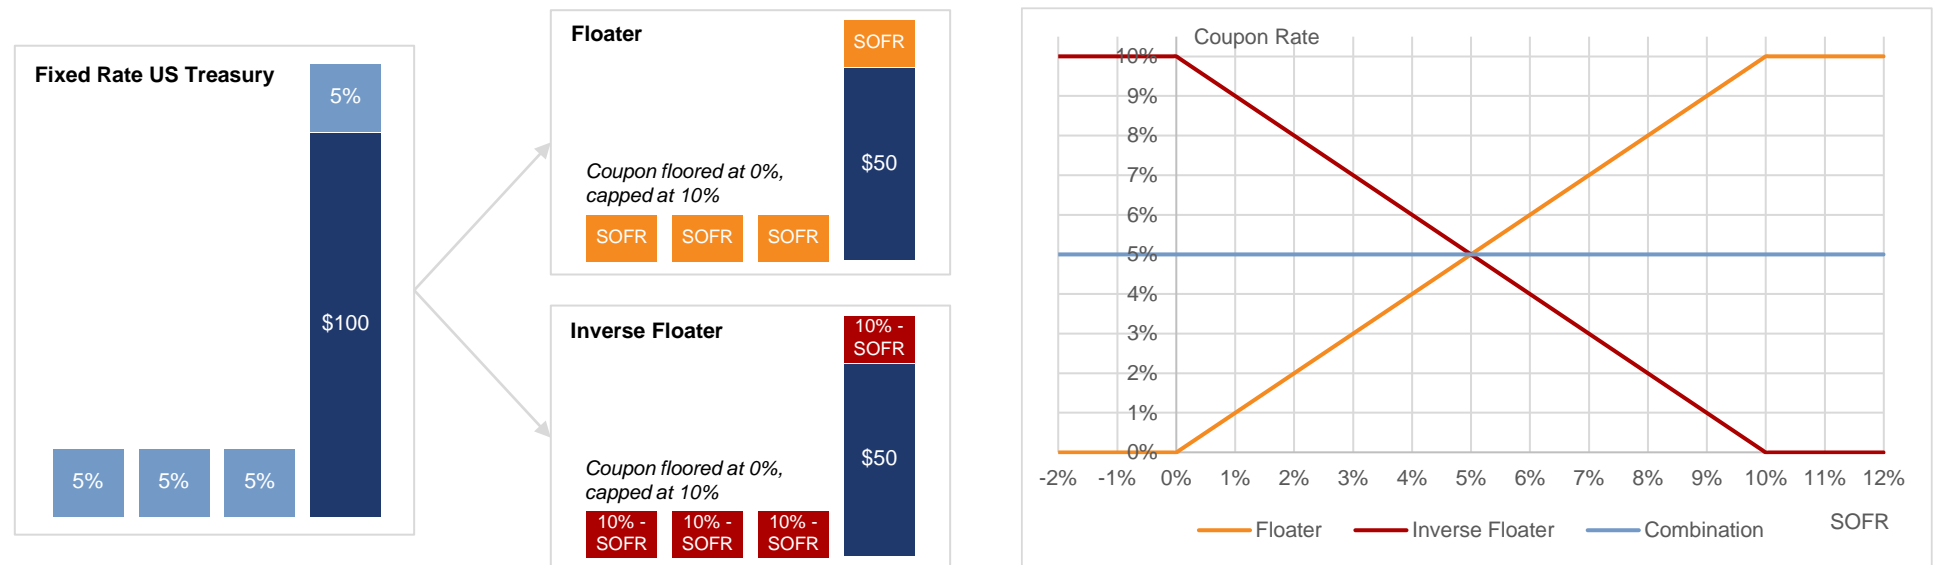 Fixed Rate US Treasury
5%
$100
5%
5%
5%
Floater
SOFR
$50
Coupon floored at 0%,
capped at 10%
SOFR
SOFR
SOFR
Inverse Floater
10% -
SOFR
$50
Coupon floored at 0%,
capped at 10%
10% -
SOFR
10% -
SOFR
10% -
SOFR
Coupon Rate
10%
9%
8%
7%
6%
5%
4%
3%
2%
1%
0%
-2% -1% 0% 1% 2% 3% 4% 5% 6% 7% 8% 9% 10% 11% 12%
SOFR
Floater Inverse Floater Combination